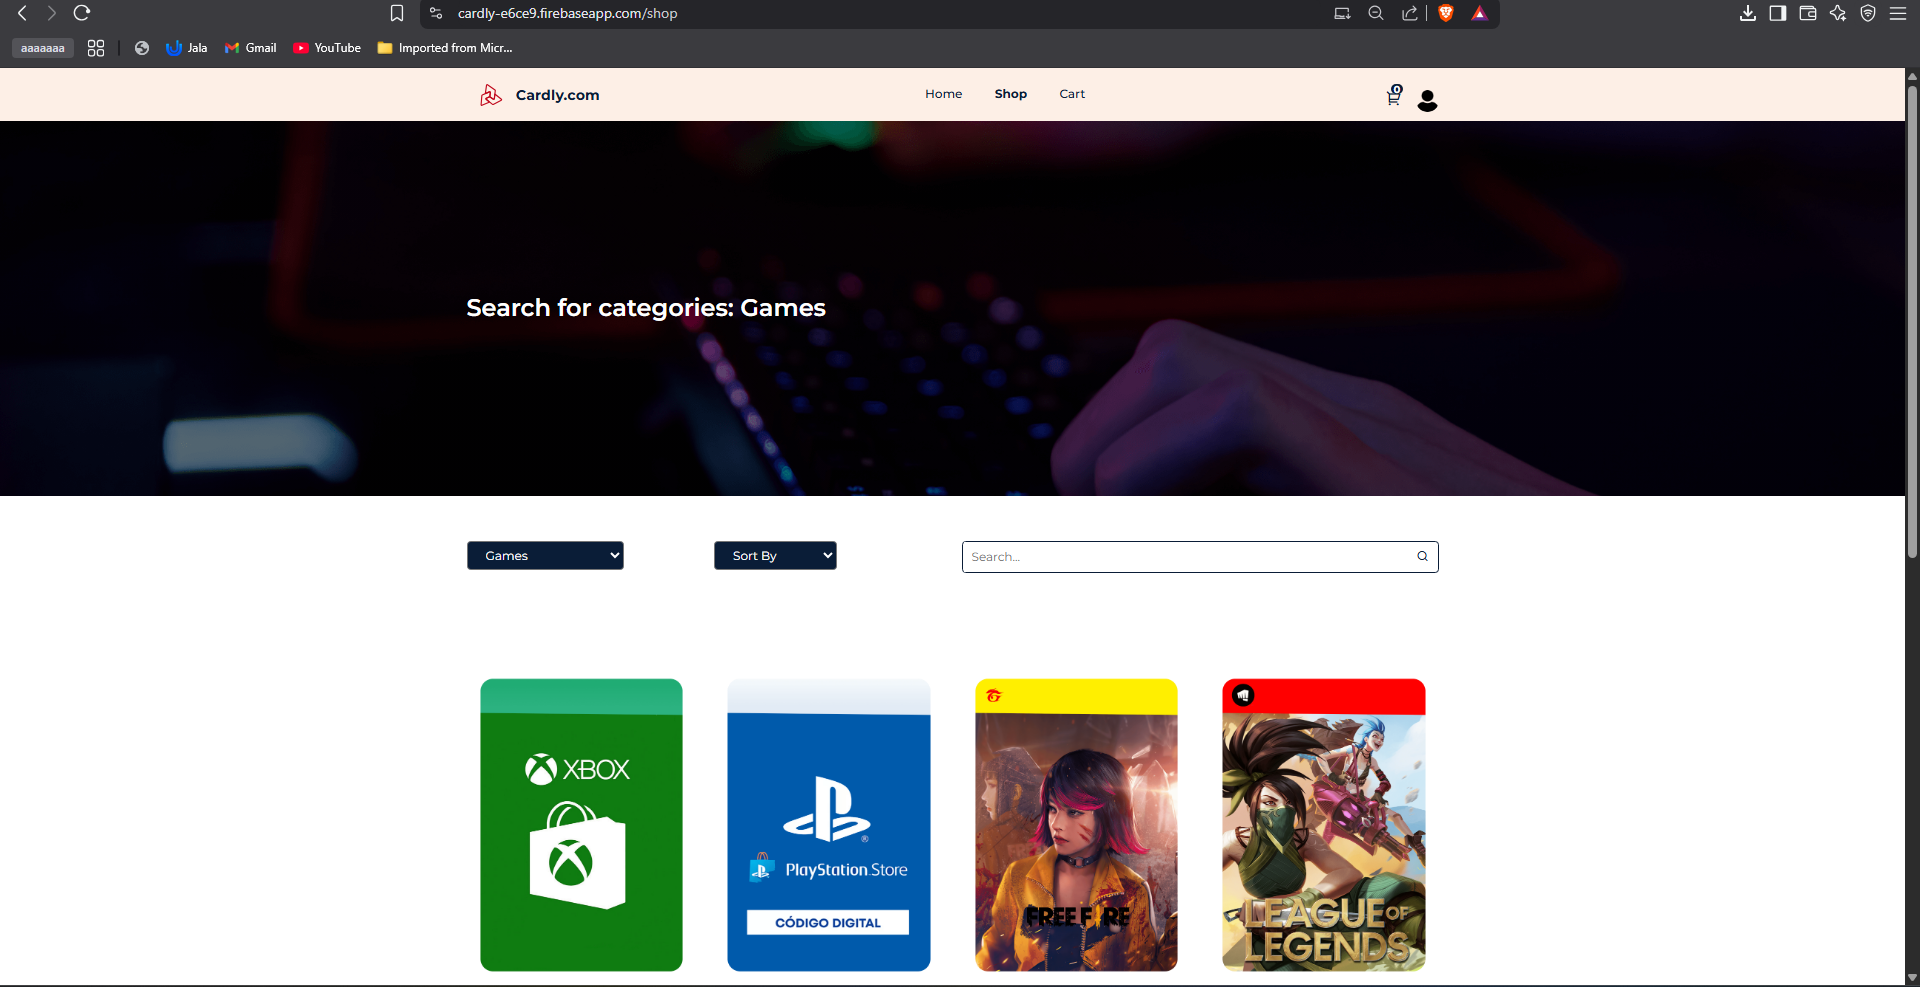 cardly-e6ce9.firebaseapp.com/shop
aaaaaaa
Jala
Gmail
YouTube
Imported from Micr...
Cardly.com
Home
Shop
Cart
0
Search for categories: Games
Games
Sort By
Search...
XBOX
PlayStation.Store
CÓDIGO DIGITAL
FREE FIRE
LEAGUE OF
LEGENDS